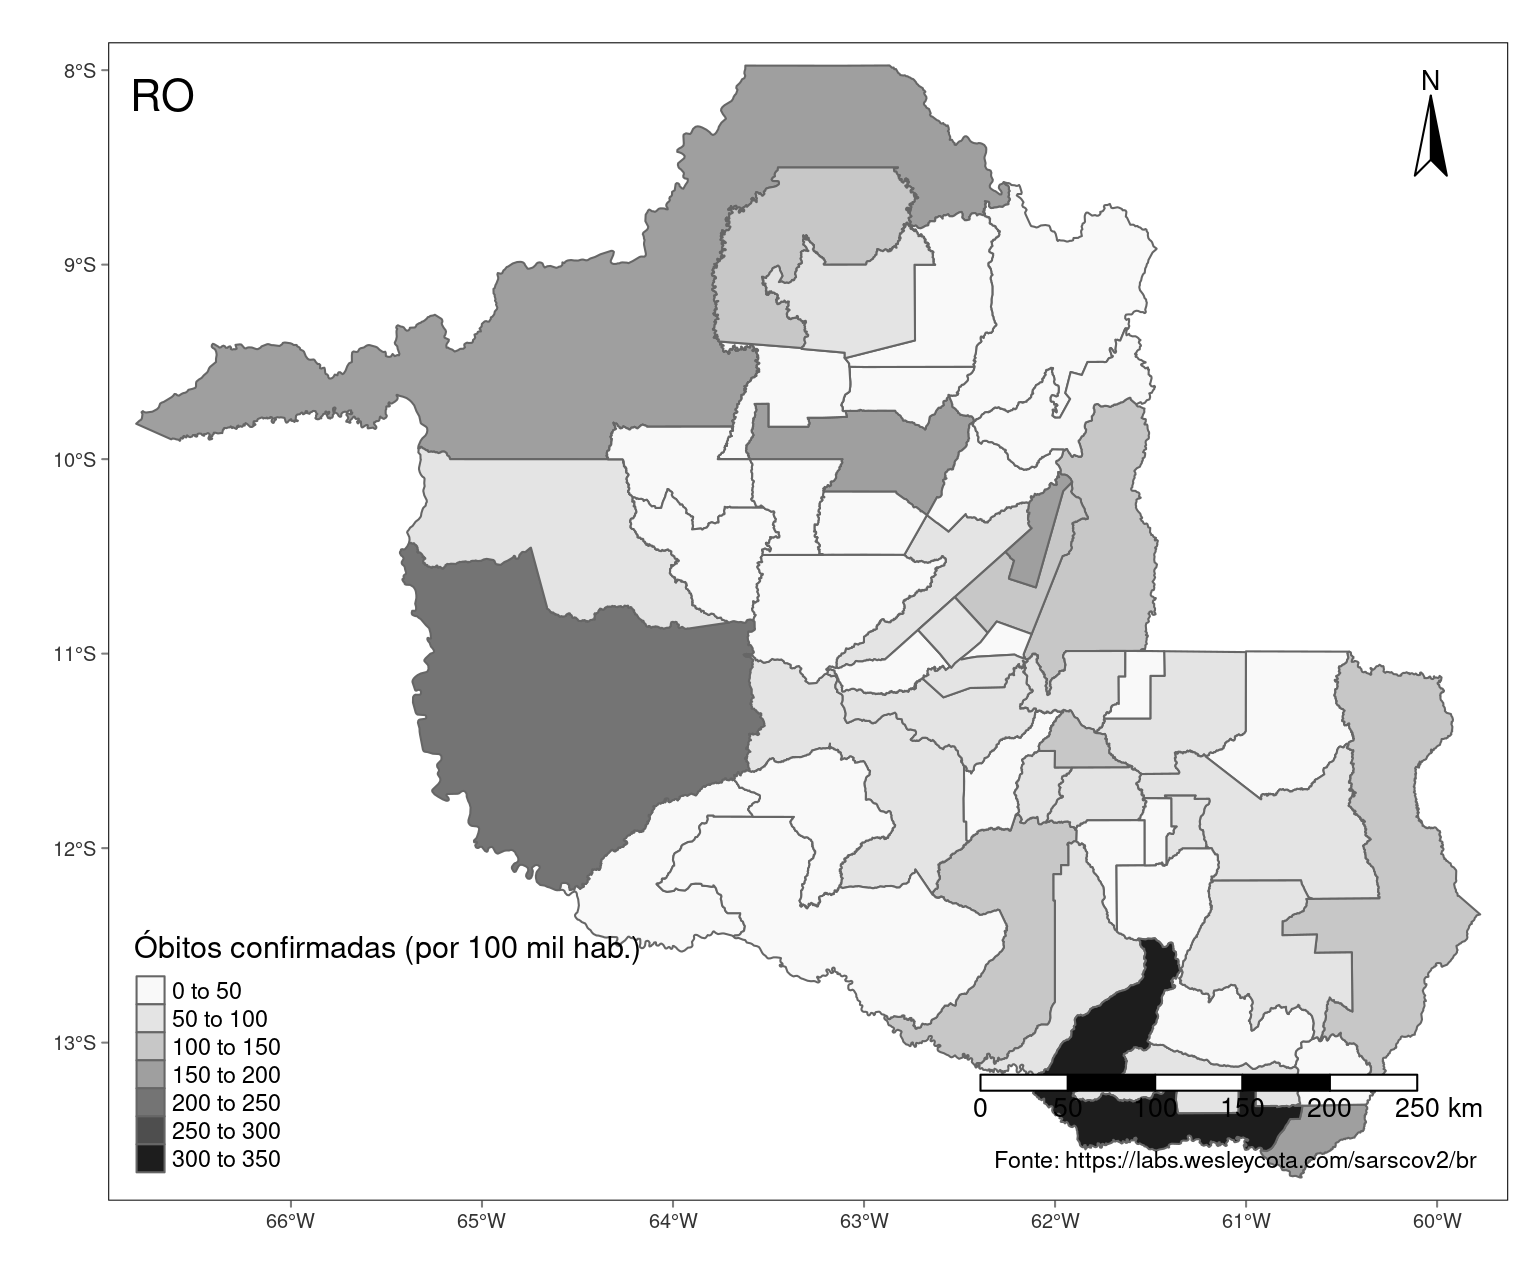 RO
N
8°S
9°S
10°S
11°S
12°S
13°S
Óbitos confirmadas (por 100 mil hab.)
0 to 50
50 to 100
100 to 150
150 to 200
200 to 250
250 to 300
300 to 350
0 50 100 150 200 250 km
Fonte: https://labs.wesleycota.com/sarscov2/br
66°W 65°W 64°W 63°W 62°W 61°W 60°W